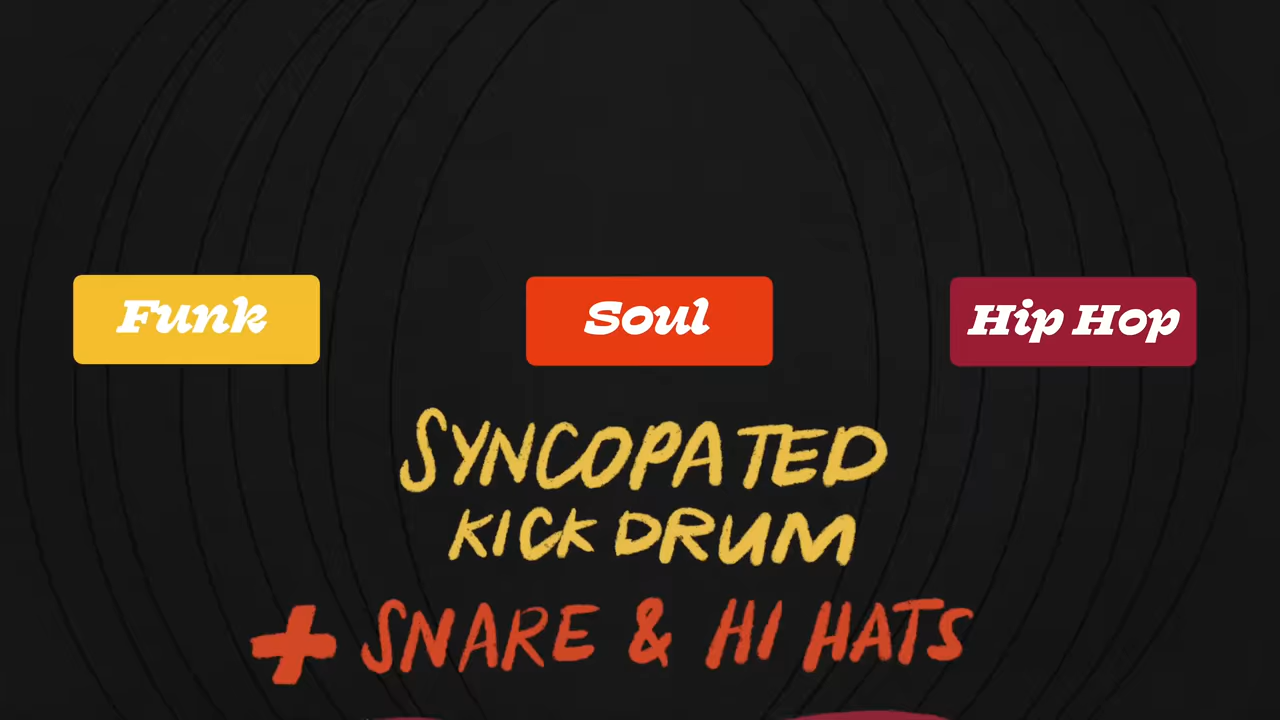 Funk
Soul
Hip Hop
SYNCOPATED
KICK DRUM
+ SNARE & HI HATS